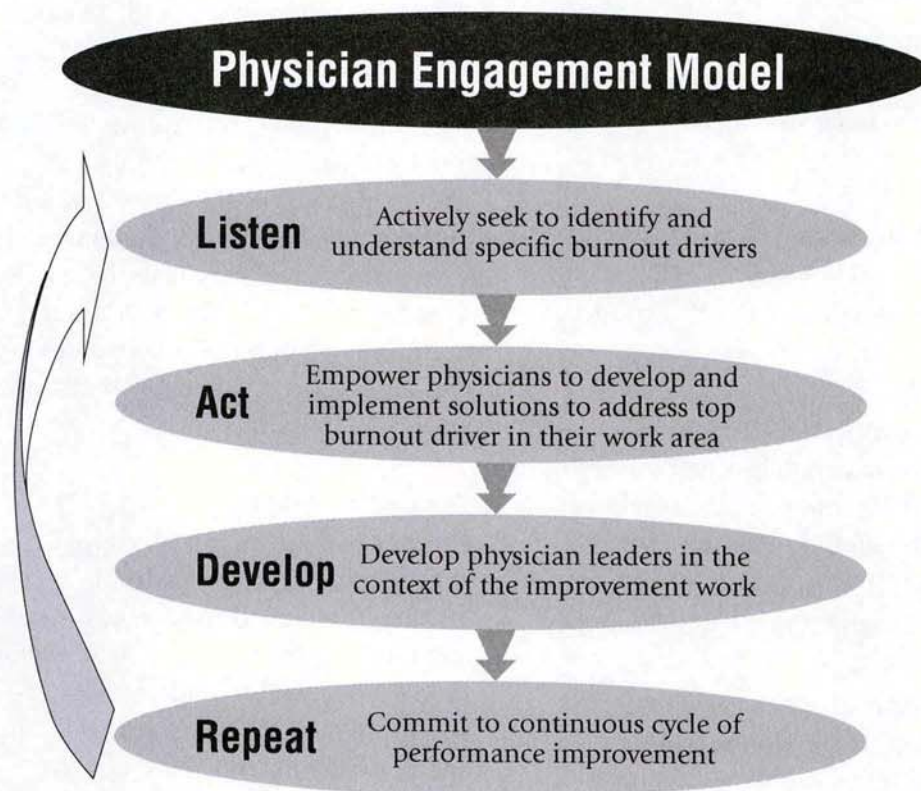 Physician Engagement Model
Listen
Actively seek to identify and
understand specific burnout drivers
Act
Empower physicians to develop and
implement solutions to address top
burnout driver in their work area
Develop
Develop physician leaders in the
context of the improvement work
Repeat
Commit to continuous cycle of
performance improvement